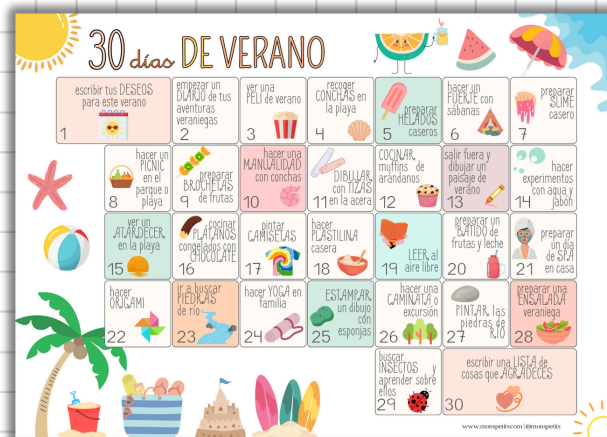 30 días DE VERANO
escribir tus DESEOS
para este verano
1
empezar un
DIARIO de tus
aventuras
veraniegas
2
ver una
PELI de verano
3
recoger
CONCHAS en
la playa
4
preparar
HELADOS
caseros
5
hacer un
FUERTE con
sábanas
6
preparar
SLIME
casero
7
hacer un
PICNIC
en el
parque o
playa
8
preparar
BROCHETAS
de frutas
9
hacer una
MANUALIDAD
con conchas
10
DIBUJAR
con TIZAS
en la acera
11
COCINAR
muffins de
arándanos
12
salir fuera y
dibujar un
paisaje de
verano
13
hacer
experimentos
con agua y
jabón
14
ver un
ATARDECER
en la playa
15
cocinar
PLÁTANOS
congelados con
CHOCOLATE
16
pintar
CAMISETAS
17
hacer
PLASTILINA
casera
18
LEER al
aire libre
19
preparar un
BATIDO de
frutas y leche
20
preparar
un día
de SPA
en casa
21
hacer
ORIGAMI
22
ir a buscar
PIEDRAS
de río
23
hacer YOGA en
familia
24
ESTAMPAR
un dibujo
con
esponjas
25
hacer una
CAMINATA o
excursión
26
PINTAR las
piedras de
RÍO
27
preparar una
ENSALADA
veraniega
28
buscar
INSECTOS y
aprender sobre
ellos
29
escribir una LISTA de
cosas que AGRADECES
30
www.monspetits.com|@monspetits